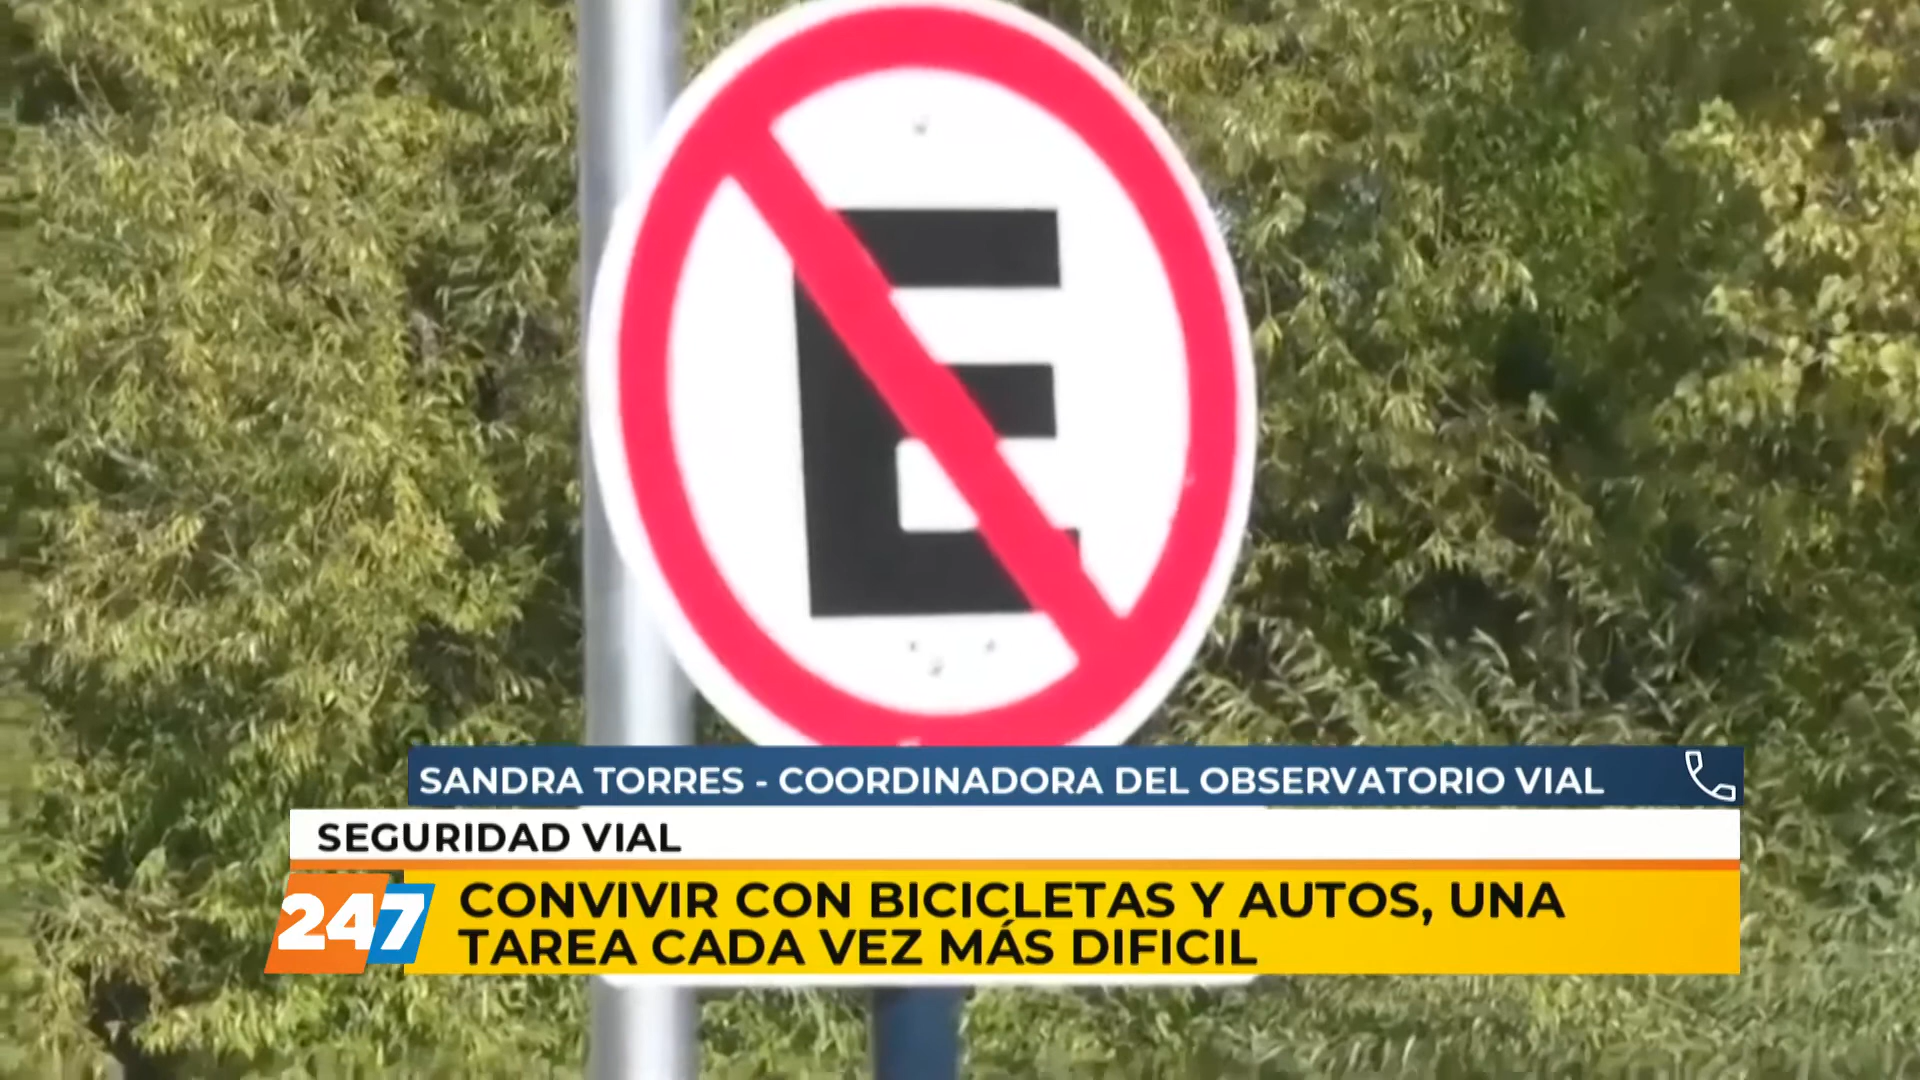 E
SANDRA TORRES - COORDINADORA DEL OBSERVATORIO VIAL
SEGURIDAD VIAL
247
CONVIVIR CON BICICLETAS Y AUTOS, UNA
TAREA CADA VEZ MÁS DIFICIL